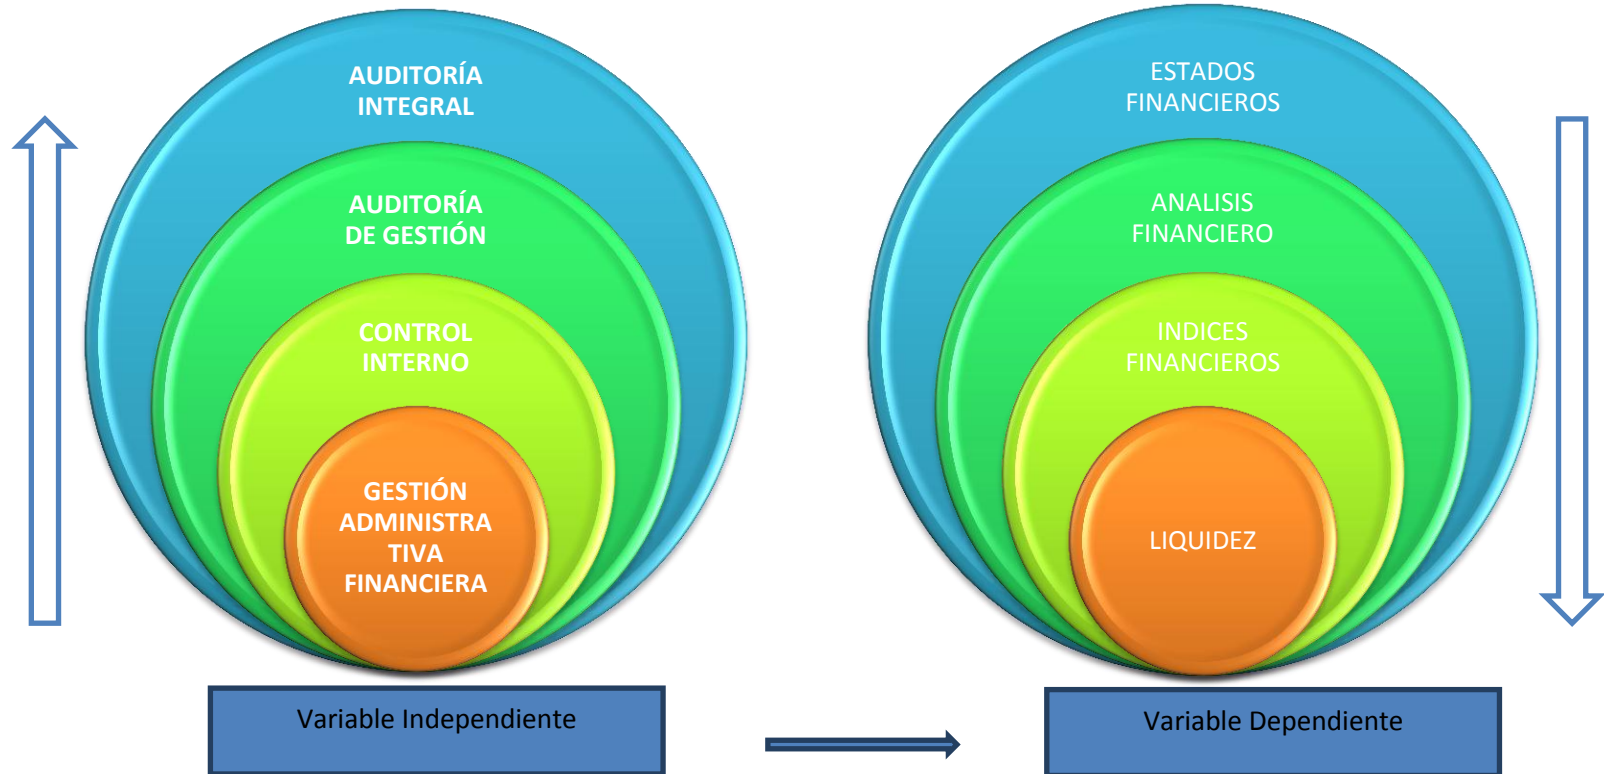 AUDITORÍA
INTEGRAL
AUDITORÍA
DE GESTIÓN
CONTROL
INTERNO
GESTIÓN
ADMINISTRA
TIVA
FINANCIERA
Variable Independiente
ESTADOS
FINANCIEROS
ANALISIS
FINANCIERO
INDICES
FINANCIEROS
LIQUIDEZ
Variable Dependiente